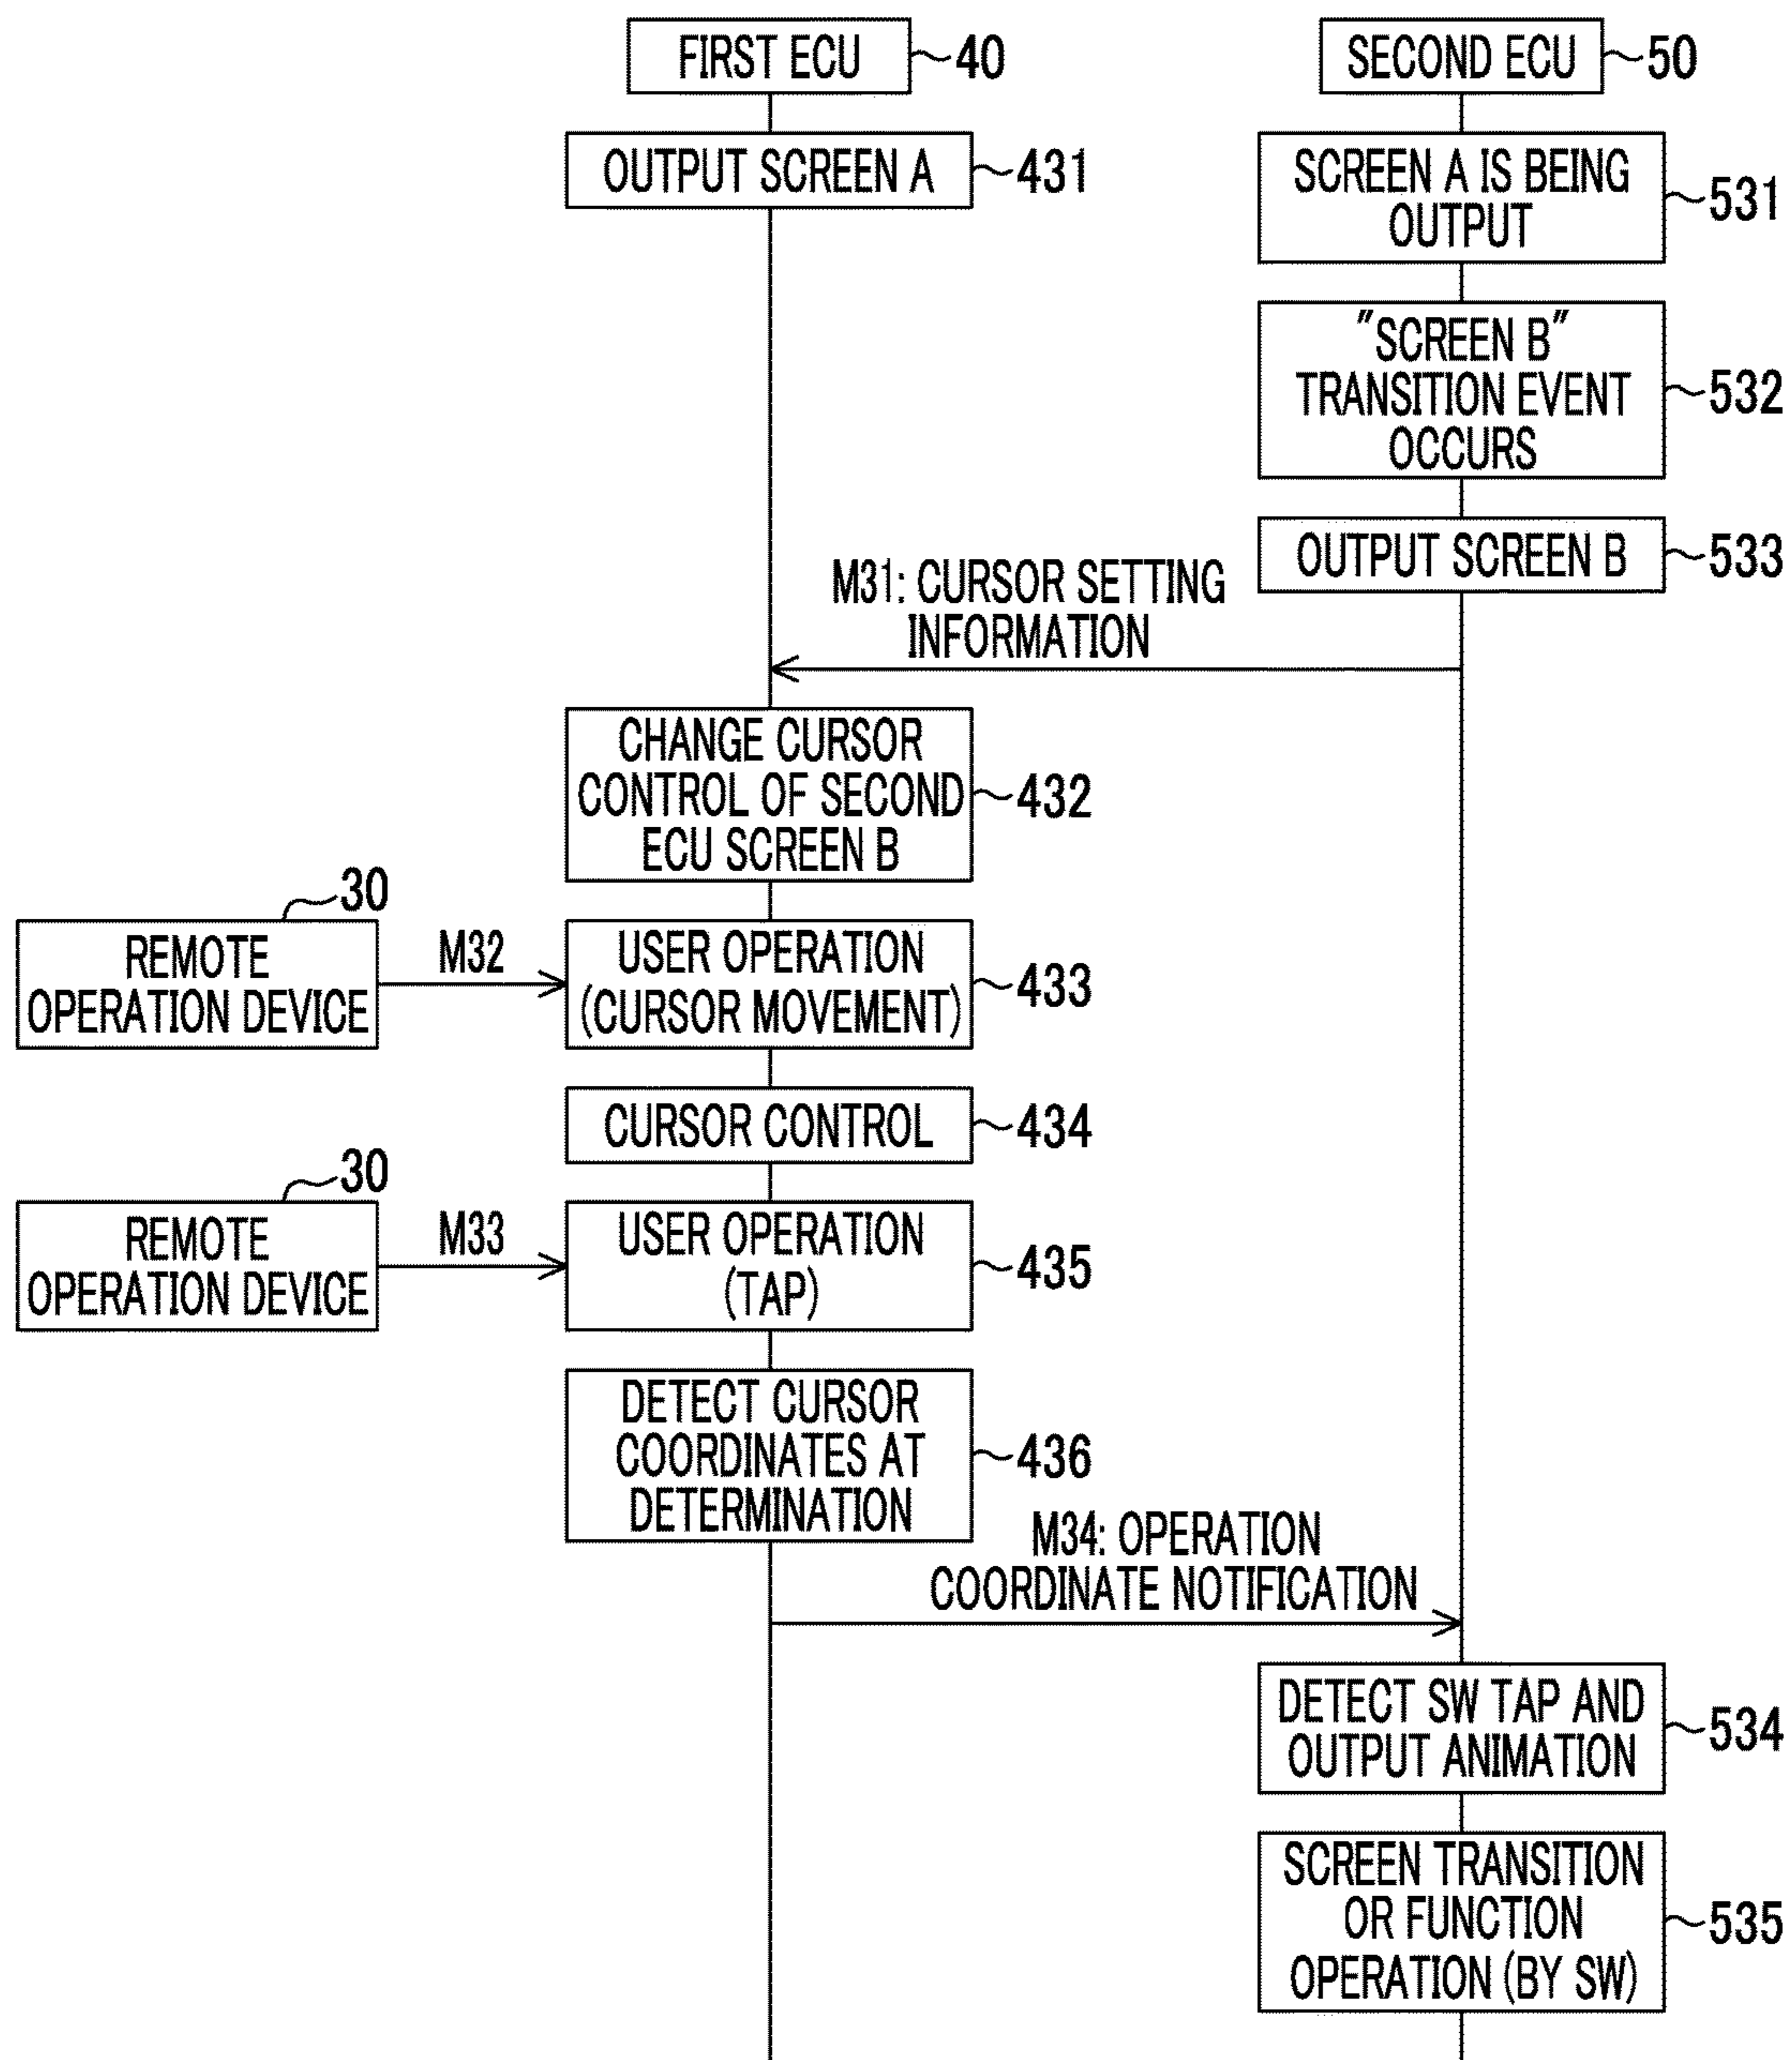 FIRST ECU
40
SECOND ECU
50
OUTPUT SCREEN A
431
SCREEN A IS BEING
OUTPUT
531
"SCREEN B"
TRANSITION EVENT
OCCURS
532
OUTPUT SCREEN B
533
M31: CURSOR SETTING
INFORMATION
CHANGE CURSOR
CONTROL OF SECOND
ECU SCREEN B
432
30
REMOTE
OPERATION DEVICE
M32
USER OPERATION
(CURSOR MOVEMENT)
433
CURSOR CONTROL
434
30
REMOTE
OPERATION DEVICE
M33
USER OPERATION
(TAP)
435
DETECT CURSOR
COORDINATES AT
DETERMINATION
436
M34: OPERATION
COORDINATE NOTIFICATION
DETECT SW TAP AND
OUTPUT ANIMATION
534
SCREEN TRANSITION
OR FUNCTION
OPERATION (BY SW)
535